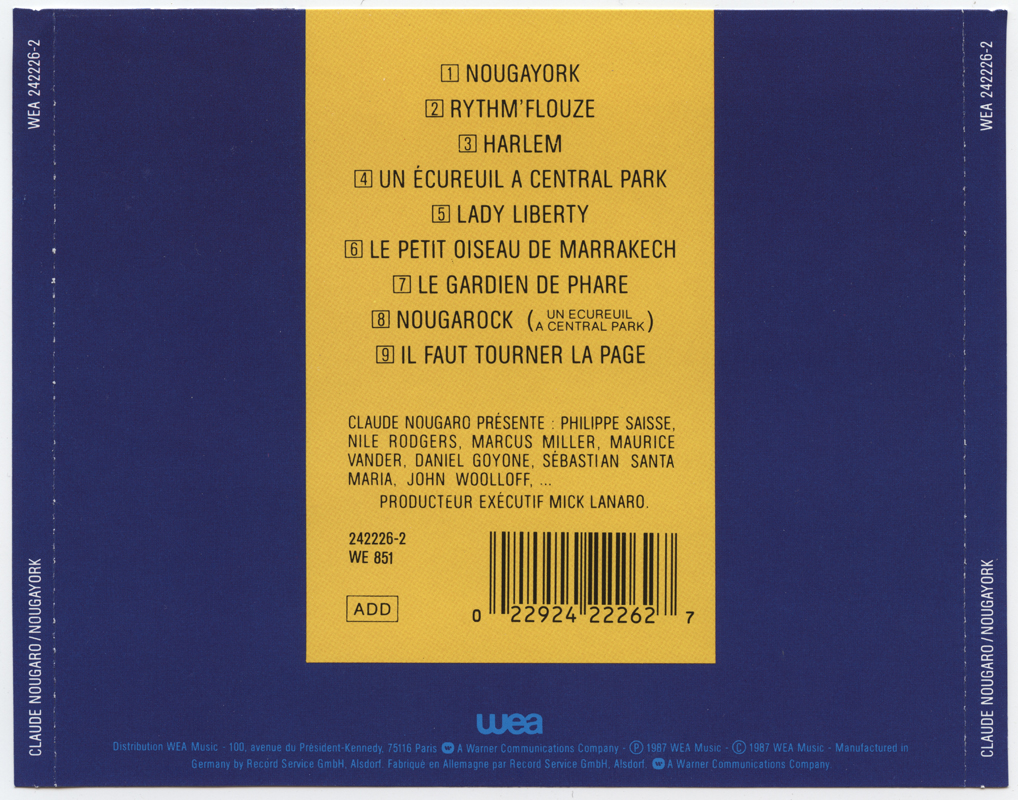 WEA 242226-2
CLAUDE NOUGARO / NOUGAYORK
1 NOUGAYORK
2 RYTHM'FLOUZE
3 HARLEM
4 UN ÉCUREUIL A CENTRAL PARK
5 LADY LIBERTY
6 LE PETIT OISEAU DE MARRAKECH
7 LE GARDIEN DE PHARE
8 NOUGAROCK (UN ECUREUIL A CENTRAL PARK)
9 IL FAUT TOURNER LA PAGE
CLAUDE NOUGARO PRÉSENTE : PHILIPPE SAISSE,
NILE RODGERS, MARCUS MILLER, MAURICE
VANDER, DANIEL GOYONE, SÉBASTIAN SANTA
MARIA, JOHN WOOLLOFF, ...
PRODUCTEUR EXÉCUTIF MICK LANARO.
242226-2
WE 851
ADD
0 22924 22262 7
wea
Distribution WEA Music - 100, avenue du Président-Kennedy, 75116 Paris W A Warner Communications Company - Ⓟ 1987 WEA Music - © 1987 WEA Music - Manufactured in
Germany by Record Service GmbH, Alsdorf. Fabriqué en Allemagne par Record Service GmbH, Alsdorf. W A Warner Communications Company.
WEA 242226-2
CLAUDE NOUGARO / NOUGAYORK